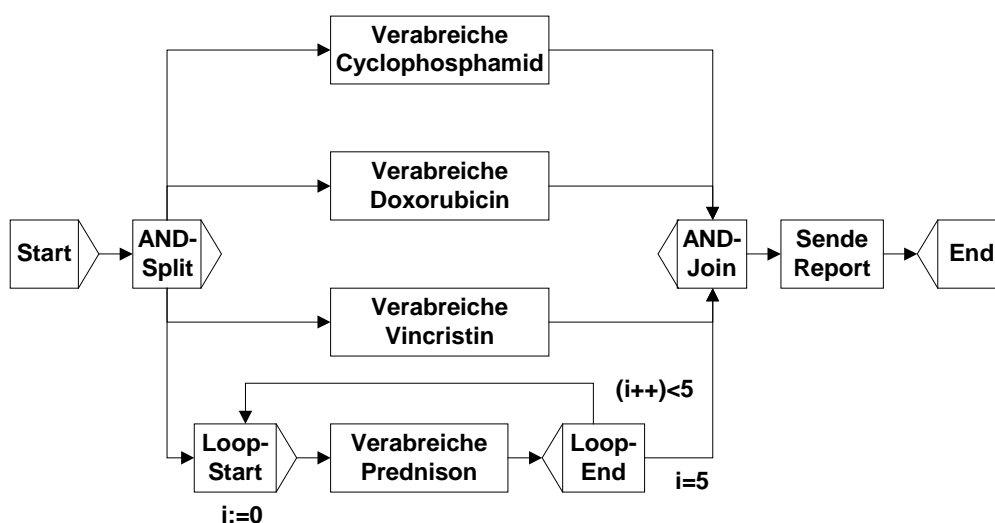 Verabreiche
Cyclophosphamid
Verabreiche
Doxorubicin
Start
AND-
Split
AND-
Join
Sende
Report
End
Verabreiche
Vincristin
(i++)<5
Loop-
Start
Verabreiche
Prednison
Loop-
End
i=5
i:=0